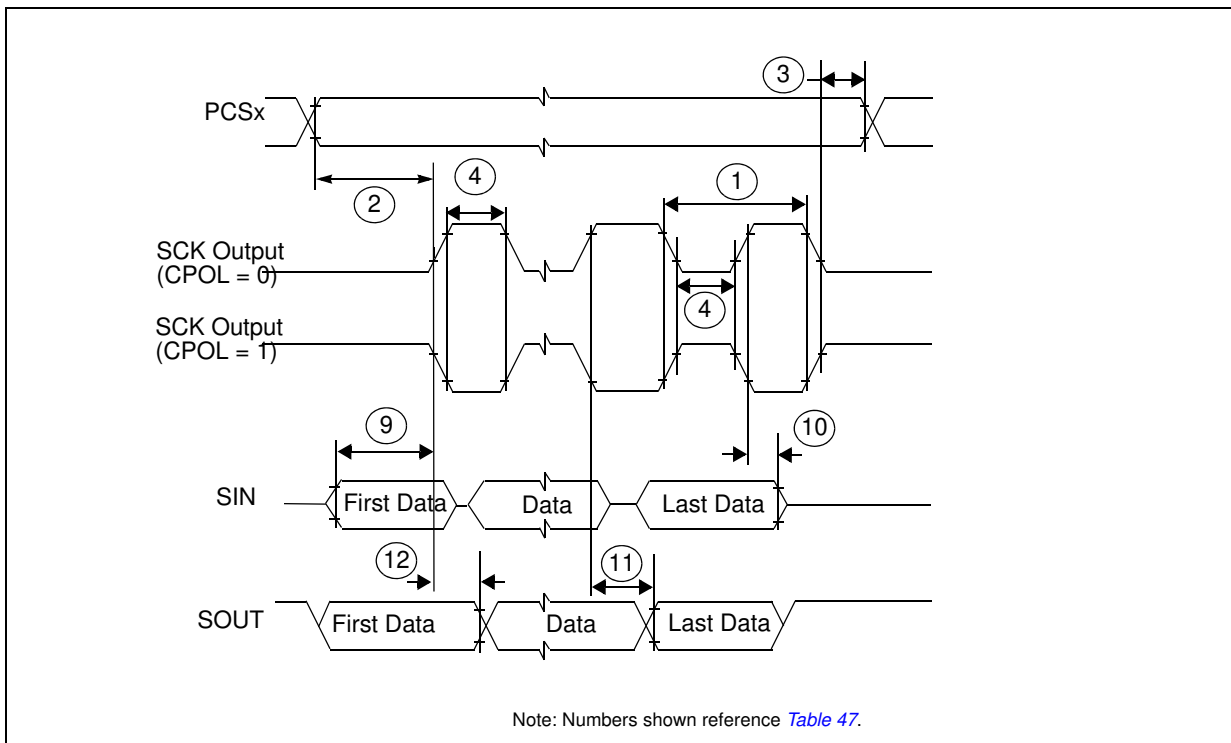 3
PCSx
2
4
1
SCK Output
(CPOL = 0)
4
SCK Output
(CPOL = 1)
9
10
SIN
First Data
Data
Last Data
12
11
SOUT
First Data
Data
Last Data
Note: Numbers shown reference Table 47.